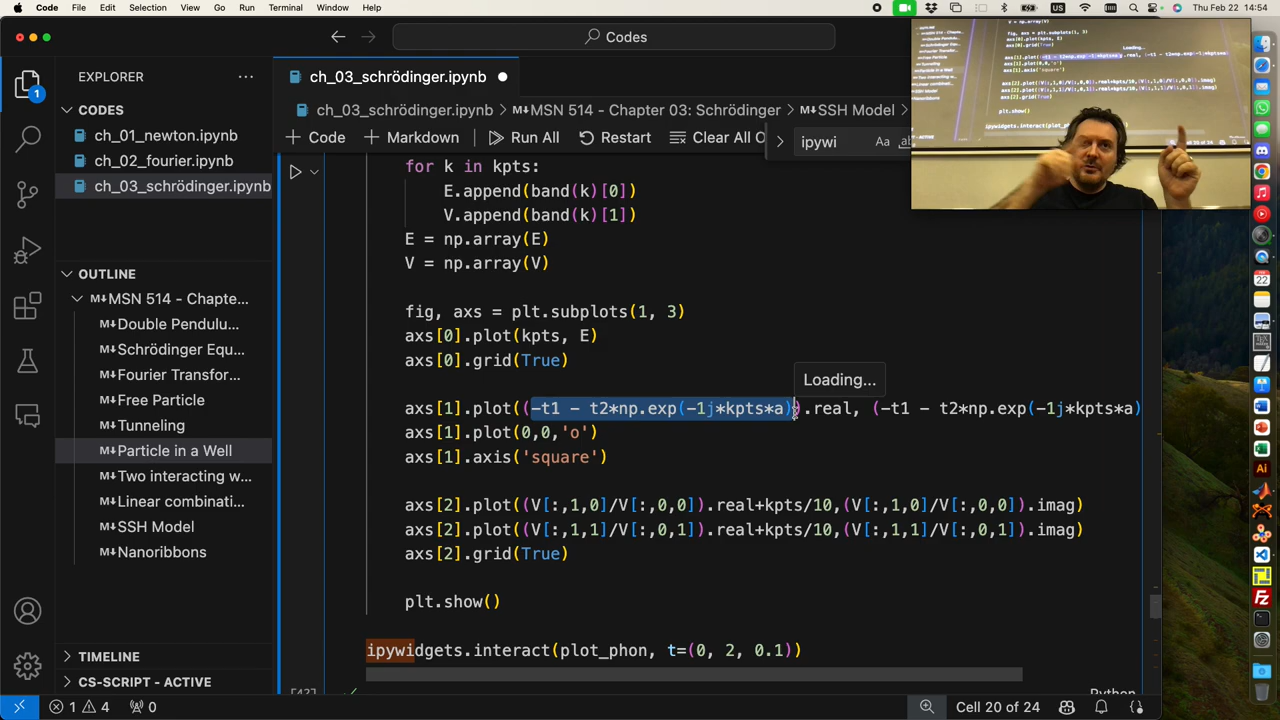 Code File Edit Selection View Go Run Terminal Window Help
US
Thu Feb 22 14:54
Codes
EXPLORER
CODES
ch_01_newton.ipynb
ch_02_fourier.ipynb
ch_03_schrödinger.ipynb
OUTLINE
MSN 514 - Chapte...
Double Pendulu...
Schrödinger Equ...
Fourier Transfor...
Free Particle
Tunneling
Particle in a Well
Two interacting w...
Linear combinati...
SSH Model
Nanoribbons
TIMELINE
CS-SCRIPT - ACTIVE
1
ch_03_schrödinger.ipynb
ch_03_schrödinger.ipynb > MSN 514 - Chapter 03: Schrödinger > SSH Model >
+ Code + Markdown Run All Restart Clear All O
ipywi Aa ab
for k in kpts:
E.append(band(k)[0])
V.append(band(k)[1])
E = np.array(E)
V = np.array(V)
fig, axs = plt.subplots(1, 3)
axs[0].plot(kpts, E)
axs[0].grid(True)
Loading...
axs[1].plot((-t1 - t2*np.exp(-1j*kpts*a)).real, (-t1 - t2*np.exp(-1j*kpts*a)
axs[1].plot(0,0,'o')
axs[1].axis('square')
axs[2].plot((V[:,1,0]/V[:,0,0]).real+kpts/10,(V[:,1,0]/V[:,0,0]).imag)
axs[2].plot((V[:,1,1]/V[:,0,1]).real+kpts/10,(V[:,1,1]/V[:,0,1]).imag)
axs[2].grid(True)
plt.show()
ipywidgets.interact(plot_phon, t=(0, 2, 0.1))
[42]
Python
1 4 0
Cell 20 of 24